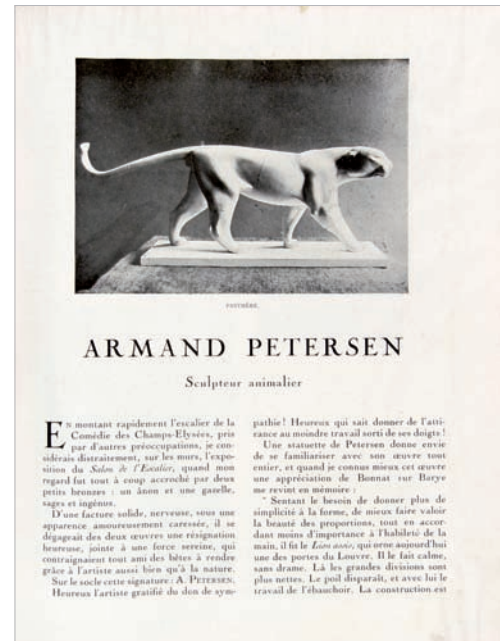 PANTHÈRE.
ARMAND PETERSEN
Sculpteur animalier
En montant rapidement l'escalier de la
Comédie des Champs-Elysées, pris
par d'autres préoccupations, je con-
sidérais distraitement, sur les murs, l'expo-
sition du Salon de l'Escalier, quand mon
regard fut tout à coup accroché par deux
petits bronzes : un ânon et une gazelle,
sages et ingénus.
D'une facture solide, nerveuse, sous une
apparence amoureusement caressée, il se
dégageait des deux œuvres une résignation
heureuse, jointe à une force sereine, qui
contraignaient tout ami des bêtes à rendre
grâce à l'artiste aussi bien qu'à la nature.
Sur le socle cette signature : A. PETERSEN.
Heureux l'artiste gratifié du don de sym-
pathie! Heureux qui sait donner de l'atti-
rance au moindre travail sorti de ses doigts!
Une statuette de Petersen donne envie
de se familiariser avec son œuvre tout
entier, et quand je connus mieux cet œuvre
une appréciation de Bonnat sur Barye
me revint en mémoire :
" Sentant le besoin de donner plus de
simplicité à la forme, de mieux faire valoir
la beauté des proportions, tout en accor-
dant moins d'importance à l'habileté de la
main, il fit le Lion assis, qui orne aujourd'hui
une des portes du Louvre. Il le fait calme,
sans drame. Là les grandes divisions sont
plus nettes. Le poil disparaît, et avec lui le
travail de l'ébauchoir. La construction est